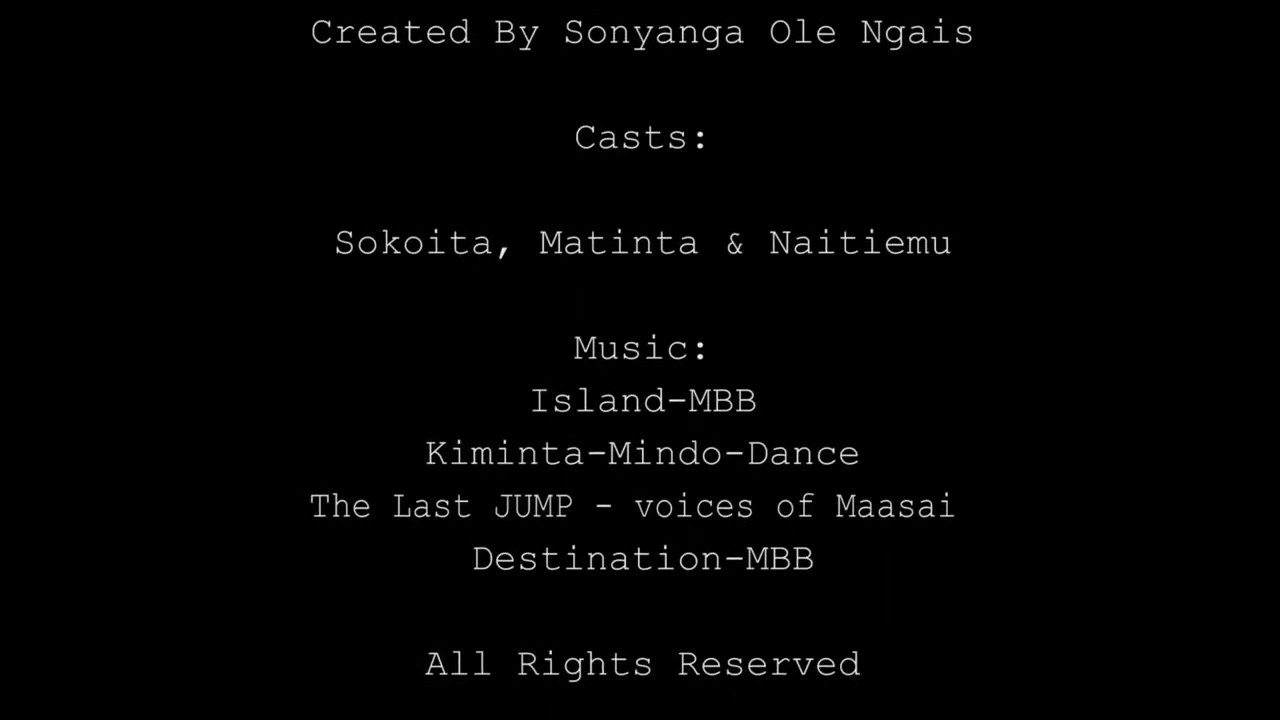 Created By Sonyanga Ole Ngais
Casts:
Sokoita, Matinta & Naitiemu
Music:
Island-MBB
Kiminta-Mindo-Dance
The Last JUMP - voices of Maasai
Destination-MBB
All Rights Reserved